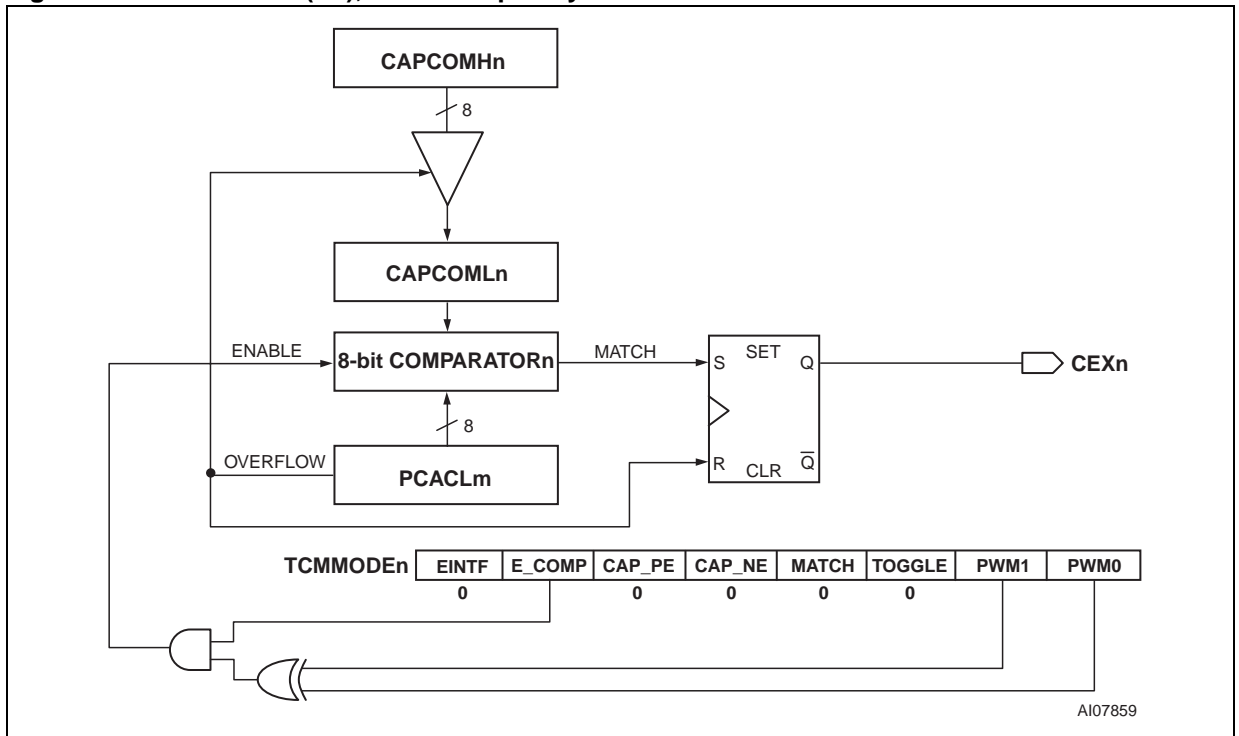 CAPCOMHn
8
CAPCOMLn
ENABLE
8-bit COMPARATORn
MATCH
S
SET
Q
CEXn
8
OVERFLOW
PCACLm
R
CLR
Q̅
TCMMODEn
EINTF E_COMP CAP_PE CAP_NE MATCH TOGGLE PWM1 PWM0
0 0 0 0 0
AI07859